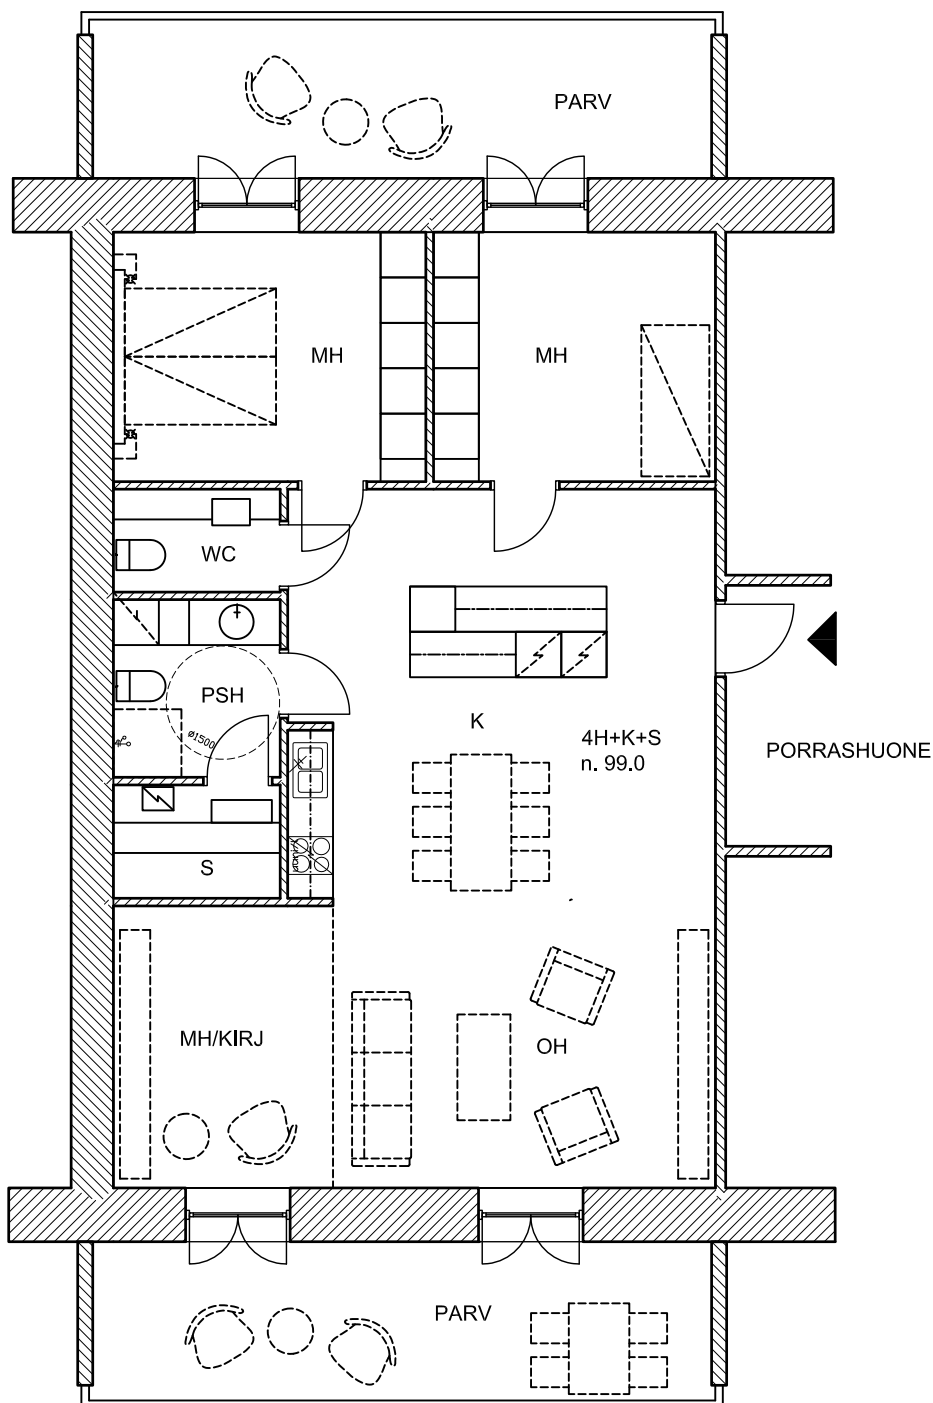 PARV
MH
MH
WC
PSH
ø1500
K
4H+K+S
n. 99.0
PORRASHUONE
S
MH/KIRJ
OH
PARV